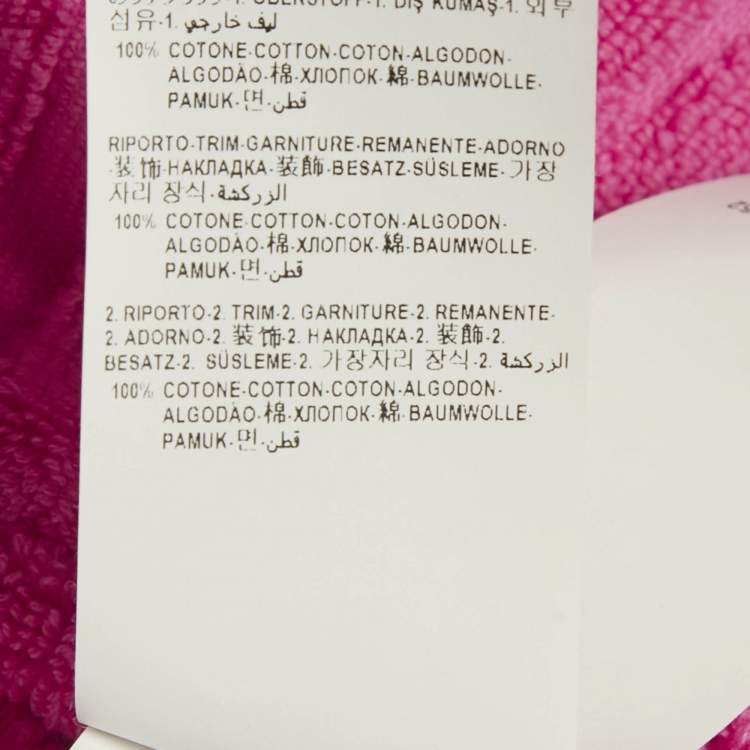 1. OBERSTOFF-1. DIŞ KUMAŞ-1. 외부
섬유-1. ليف خارجي
100% COTONE-COTTON-COTON-ALGODON-
ALGODÃO-棉-ХЛОПОК-綿-BAUMWOLLE-
PAMUK-면-قطن
RIPORTO-TRIM-GARNITURE-REMANENTE-ADORNO
-装饰-НАКЛАДКА-装飾-BESATZ-SÜSLEME-가장
자리 장식-الزركشة
100% COTONE-COTTON-COTON-ALGODON-
ALGODÃO-棉-ХЛОПОК-綿-BAUMWOLLE-
PAMUK-면-قطن
2. RIPORTO-2. TRIM-2. GARNITURE-2. REMANENTE-
2. ADORNO-2. 装饰-2. НАКЛАДКА-2. 装飾-2.
BESATZ-2. SÜSLEME-2. 가장자리 장식-2. الزركشة
100% COTONE-COTTON-COTON-ALGODON-
ALGODÃO-棉-ХЛОПОК-綿-BAUMWOLLE-
PAMUK-면-قطن